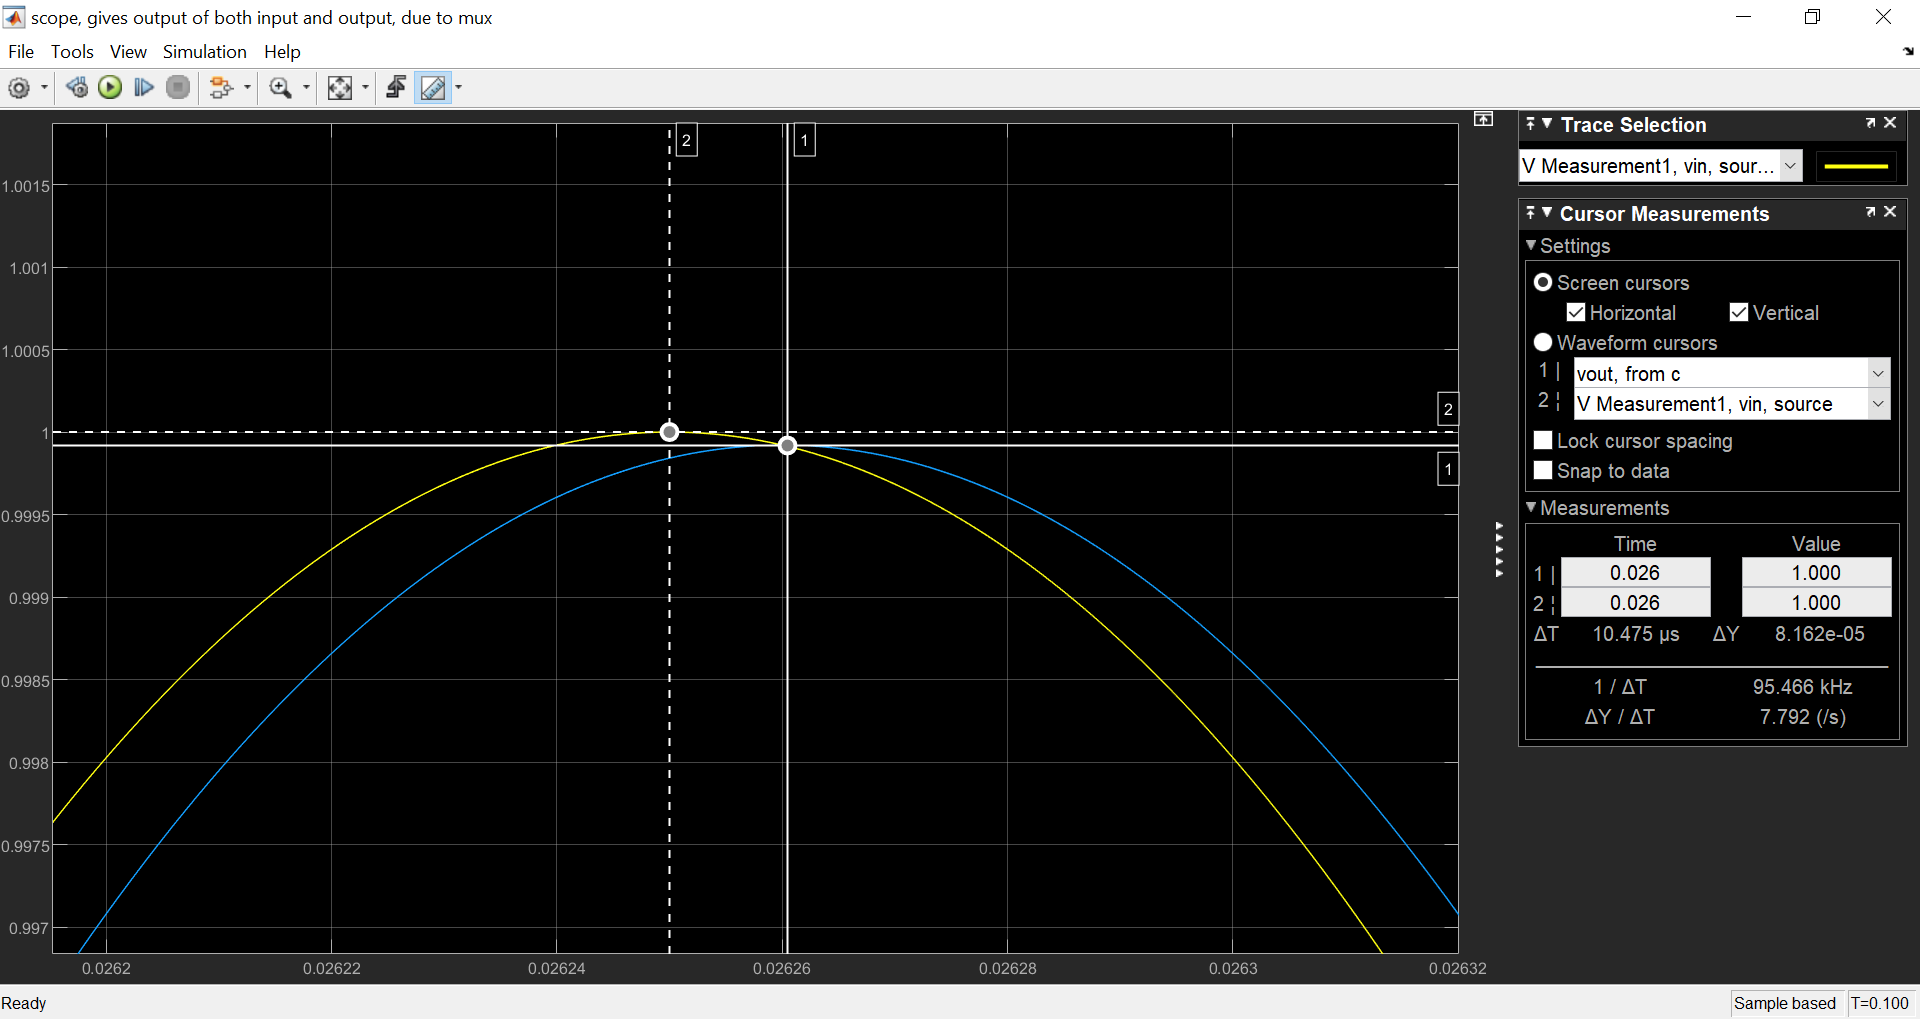 scope, gives output of both input and output, due to mux
File Tools View Simulation Help
2
1
1.0015
1.001
1.0005
1
0.9995
0.999
0.9985
0.998
0.9975
0.997
2
1
0.0262
0.02622
0.02624
0.02626
0.02628
0.0263
0.02632
Trace Selection
V Measurement1, vin, sour...
Cursor Measurements
Settings
Screen cursors
Horizontal Vertical
Waveform cursors
1 | vout, from c
2 ¦ V Measurement1, vin, source
Lock cursor spacing
Snap to data
Measurements
Time Value
1 | 0.026 1.000
2 ¦ 0.026 1.000
ΔT 10.475 µs ΔY 8.162e-05
1 / ΔT 95.466 kHz
ΔY / ΔT 7.792 (/s)
Ready
Sample based T=0.100